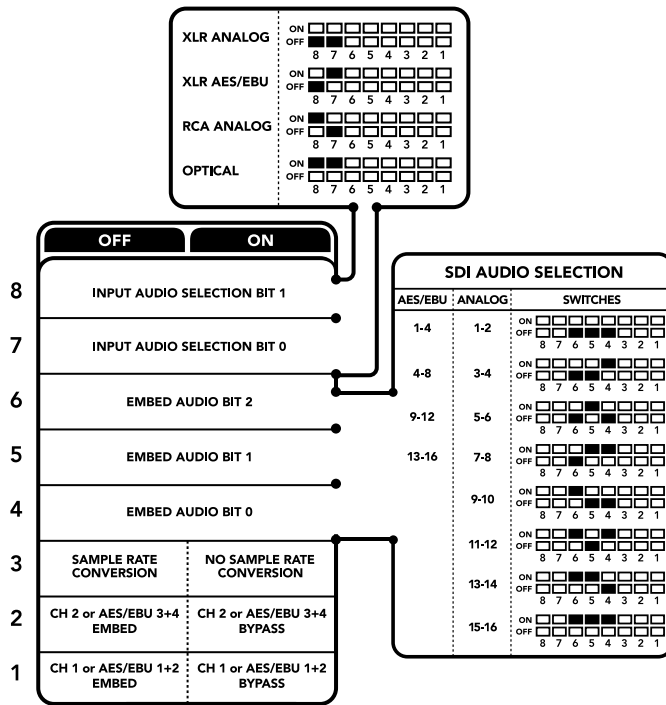 XLR ANALOG
ON
OFF
8 7 6 5 4 3 2 1
XLR AES/EBU
ON
OFF
8 7 6 5 4 3 2 1
RCA ANALOG
ON
OFF
8 7 6 5 4 3 2 1
OPTICAL
ON
OFF
8 7 6 5 4 3 2 1
OFF ON
8 INPUT AUDIO SELECTION BIT 1
7 INPUT AUDIO SELECTION BIT 0
6 EMBED AUDIO BIT 2
5 EMBED AUDIO BIT 1
4 EMBED AUDIO BIT 0
3 SAMPLE RATE CONVERSION NO SAMPLE RATE CONVERSION
2 CH 2 or AES/EBU 3+4 EMBED CH 2 or AES/EBU 3+4 BYPASS
1 CH 1 or AES/EBU 1+2 EMBED CH 1 or AES/EBU 1+2 BYPASS
SDI AUDIO SELECTION
AES/EBU ANALOG SWITCHES
1-4 1-2
ON
OFF
8 7 6 5 4 3 2 1
4-8 3-4
ON
OFF
8 7 6 5 4 3 2 1
9-12 5-6
ON
OFF
8 7 6 5 4 3 2 1
13-16 7-8
ON
OFF
8 7 6 5 4 3 2 1
9-10
ON
OFF
8 7 6 5 4 3 2 1
11-12
ON
OFF
8 7 6 5 4 3 2 1
13-14
ON
OFF
8 7 6 5 4 3 2 1
15-16
ON
OFF
8 7 6 5 4 3 2 1